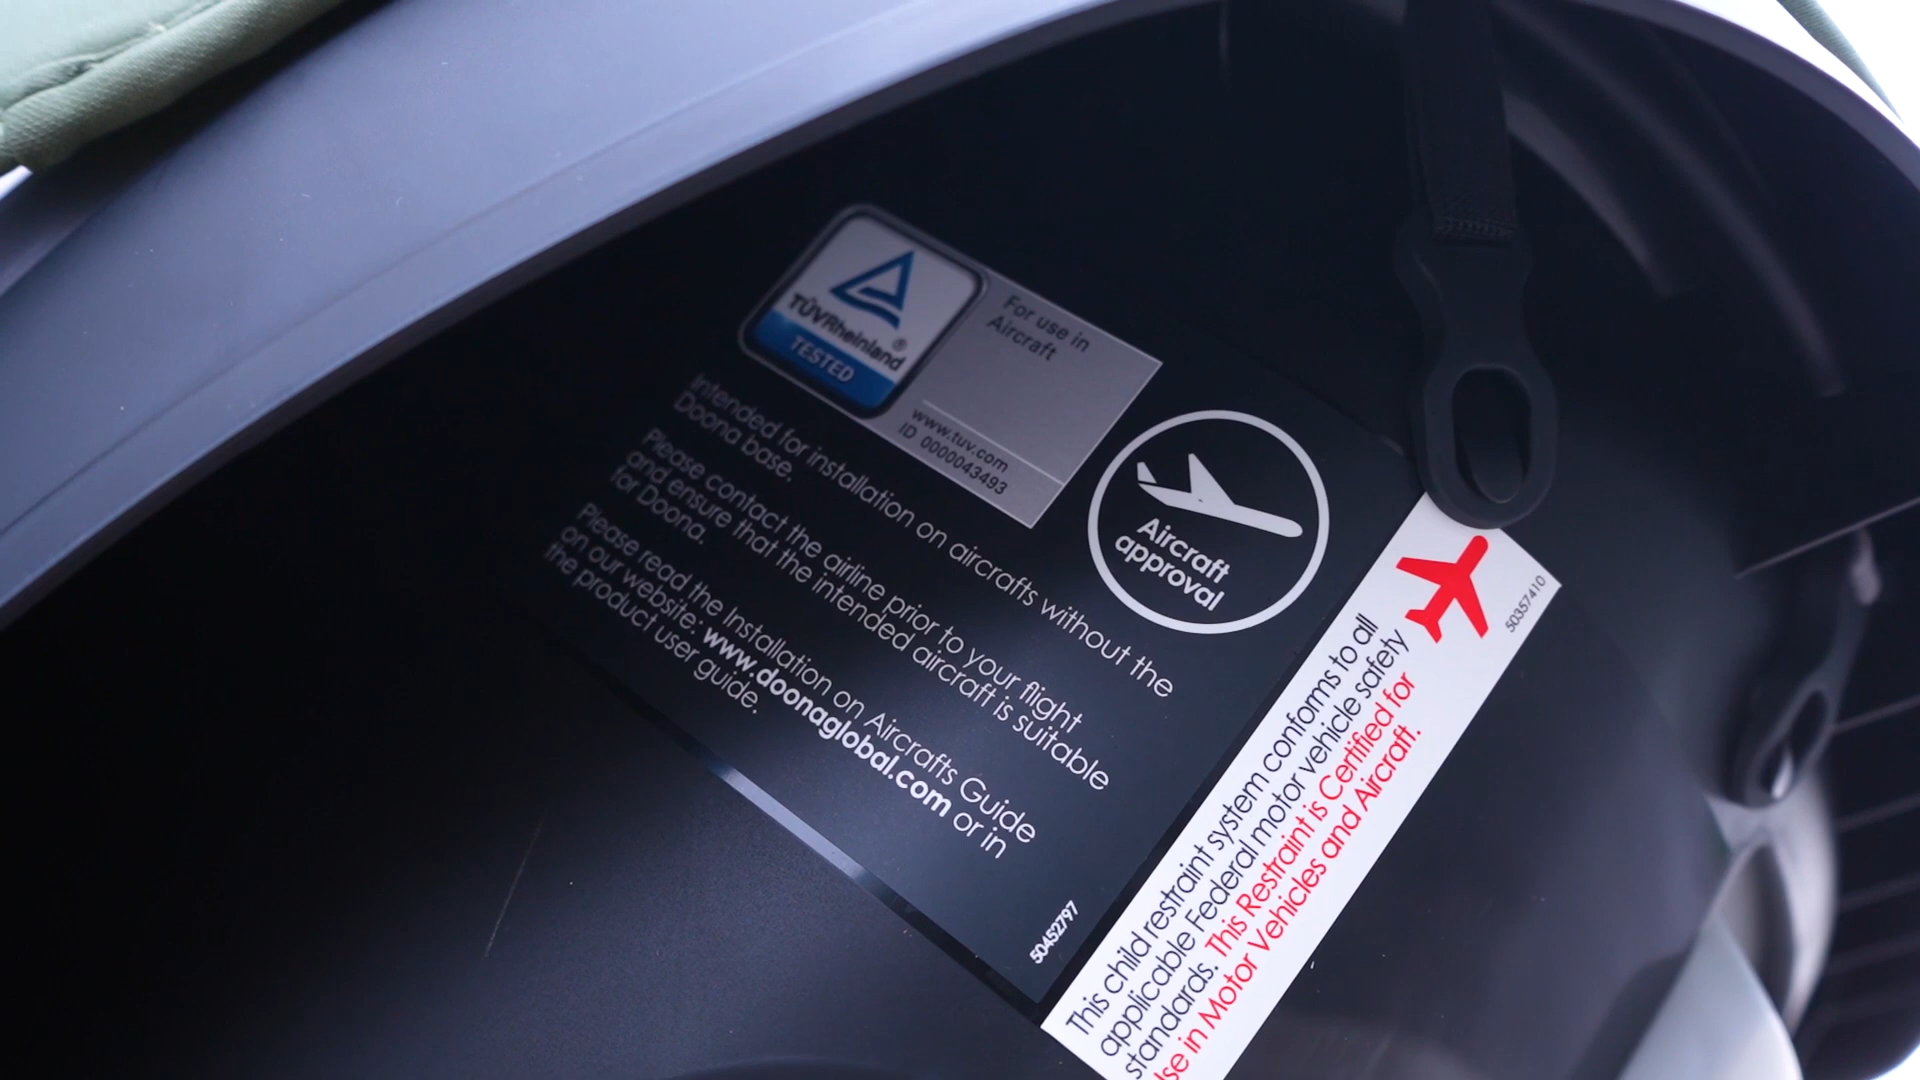 TÜVRheinland®
TESTED
For use in
Aircraft
www.tuv.com
ID 0000043493
Aircraft
approval
Intended for installation on aircrafts without the
Doona base.
Please contact the airline prior to your flight
and ensure that the intended aircraft is suitable
for Doona.
Please read the Installation on Aircrafts Guide
on our website: www.doonaglobal.com or in
the product user guide.
50452797
50357410
This child restraint system conforms to all
applicable Federal motor vehicle safety
standards. This Restraint is Certified for
in Motor Vehicles and Aircraft.